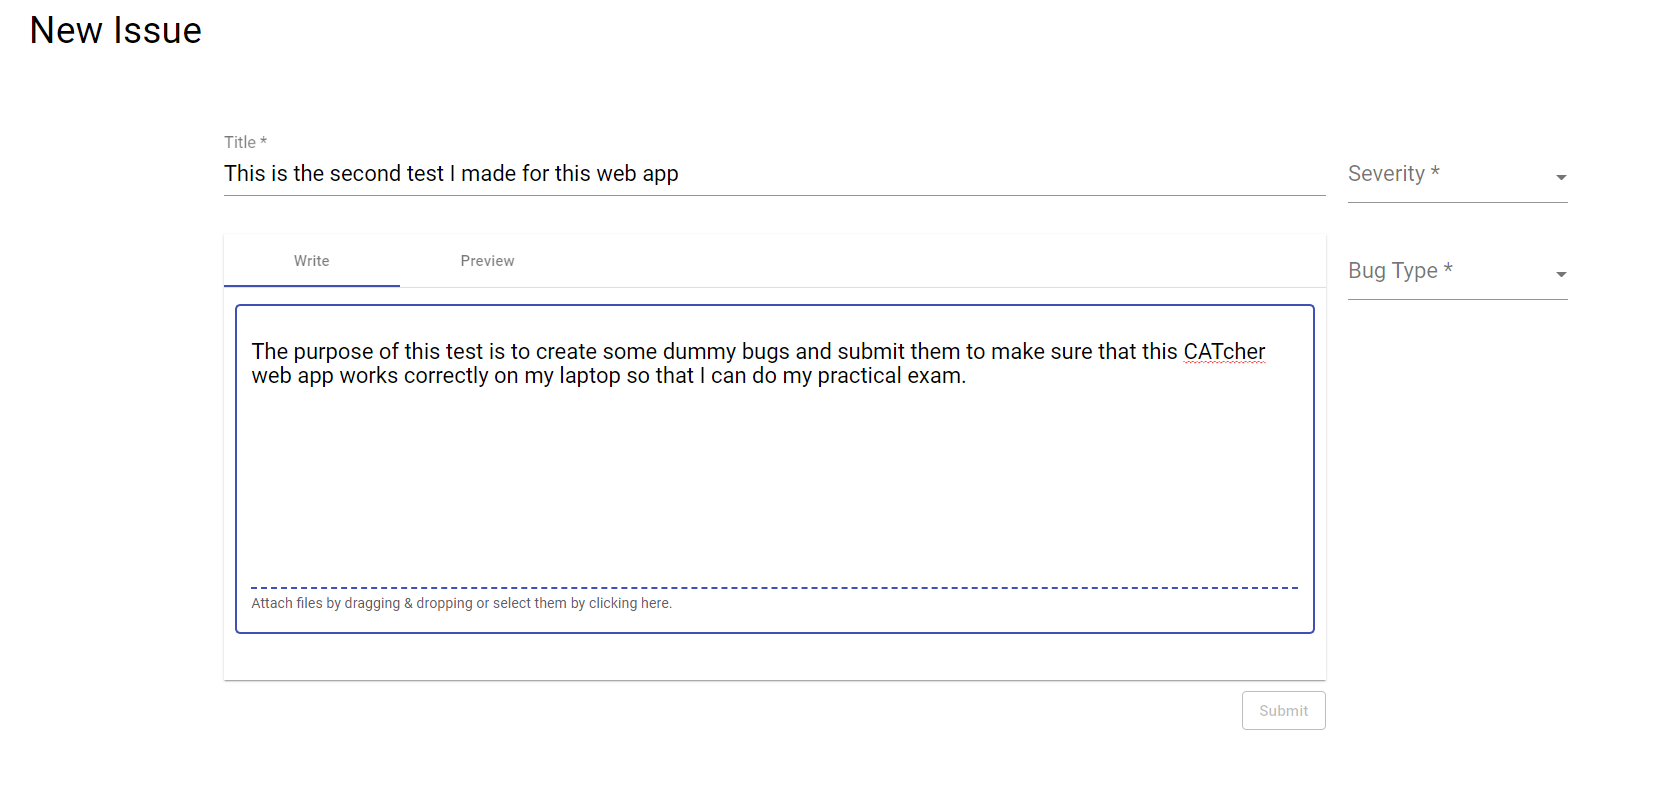 New Issue
Title *
This is the second test I made for this web app
Severity *
Write
Preview
Bug Type *
The purpose of this test is to create some dummy bugs and submit them to make sure that this CATcher
web app works correctly on my laptop so that I can do my practical exam.
Attach files by dragging & dropping or select them by clicking here.
Submit